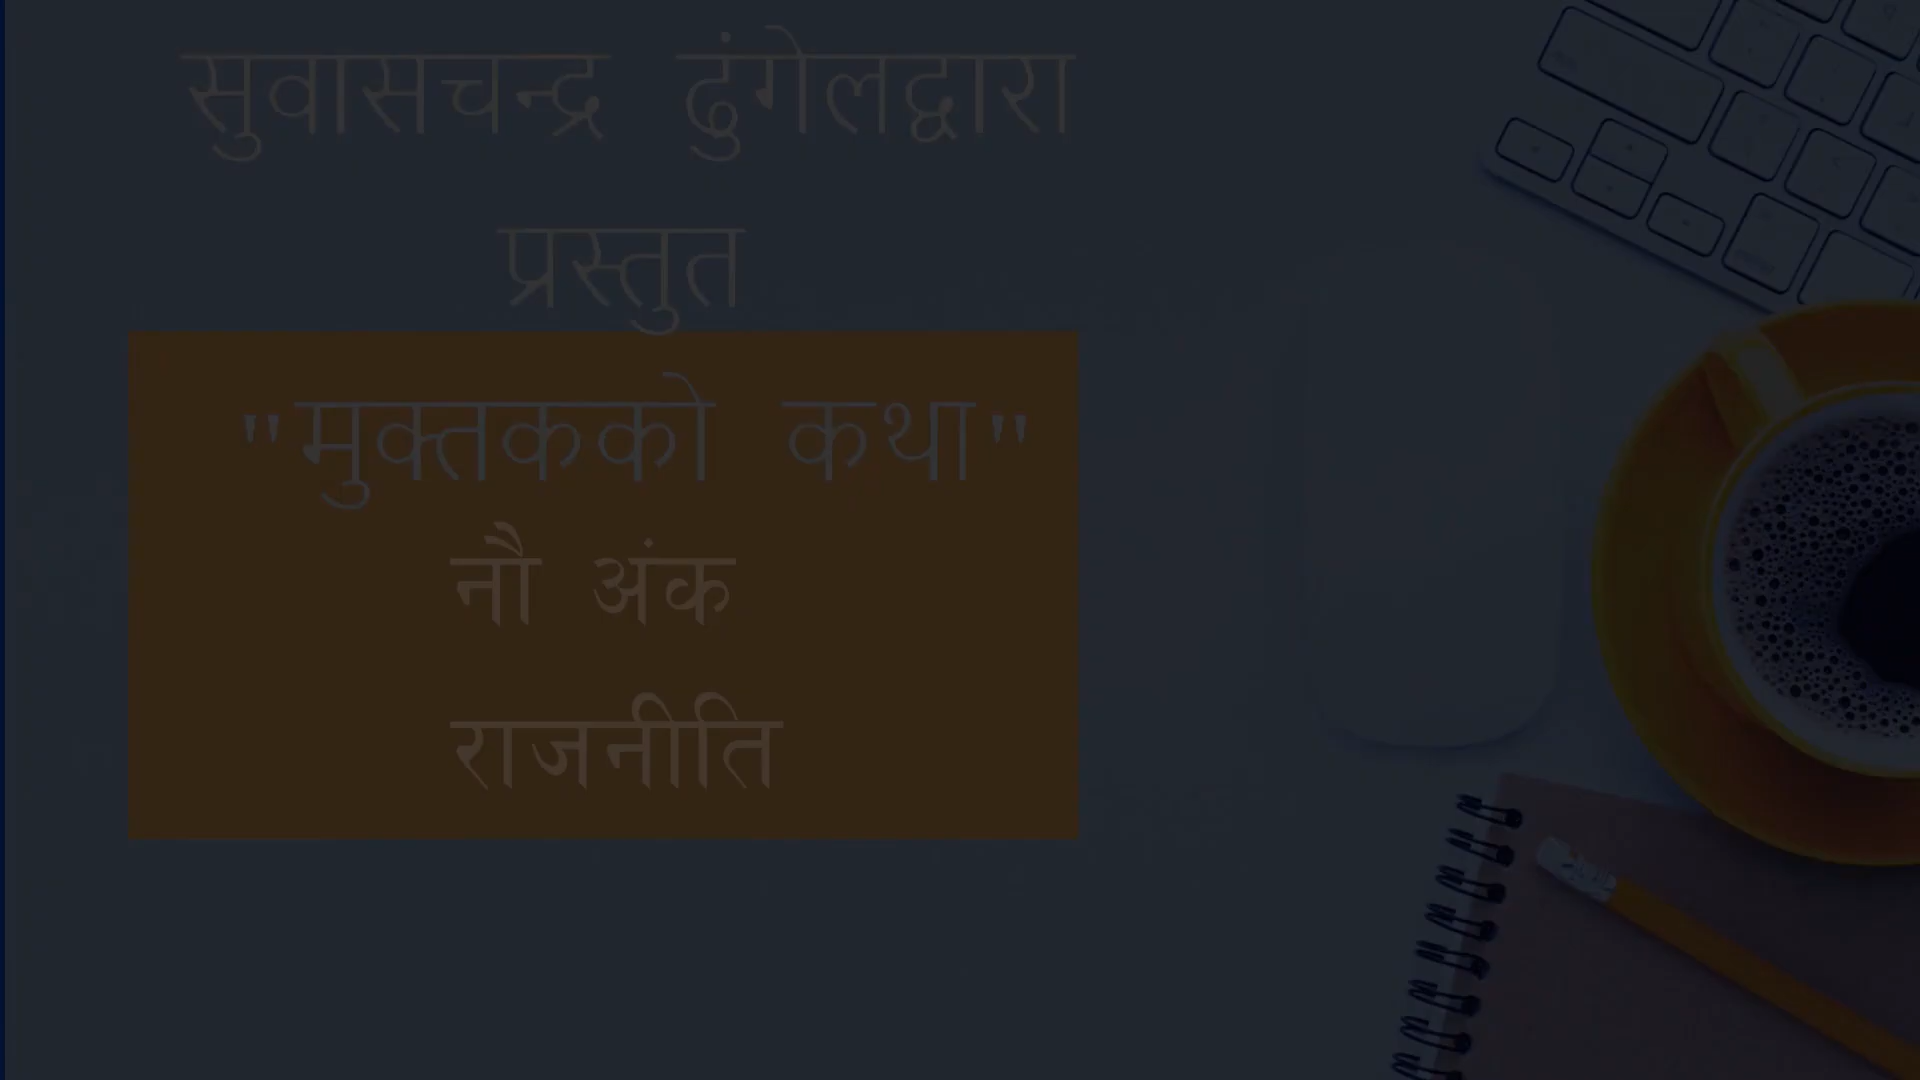 सुवासचन्द्र ढुंगेलद्वारा
प्रस्तुत
"मुक्तकको कथा"
नौ अंक
राजनीति